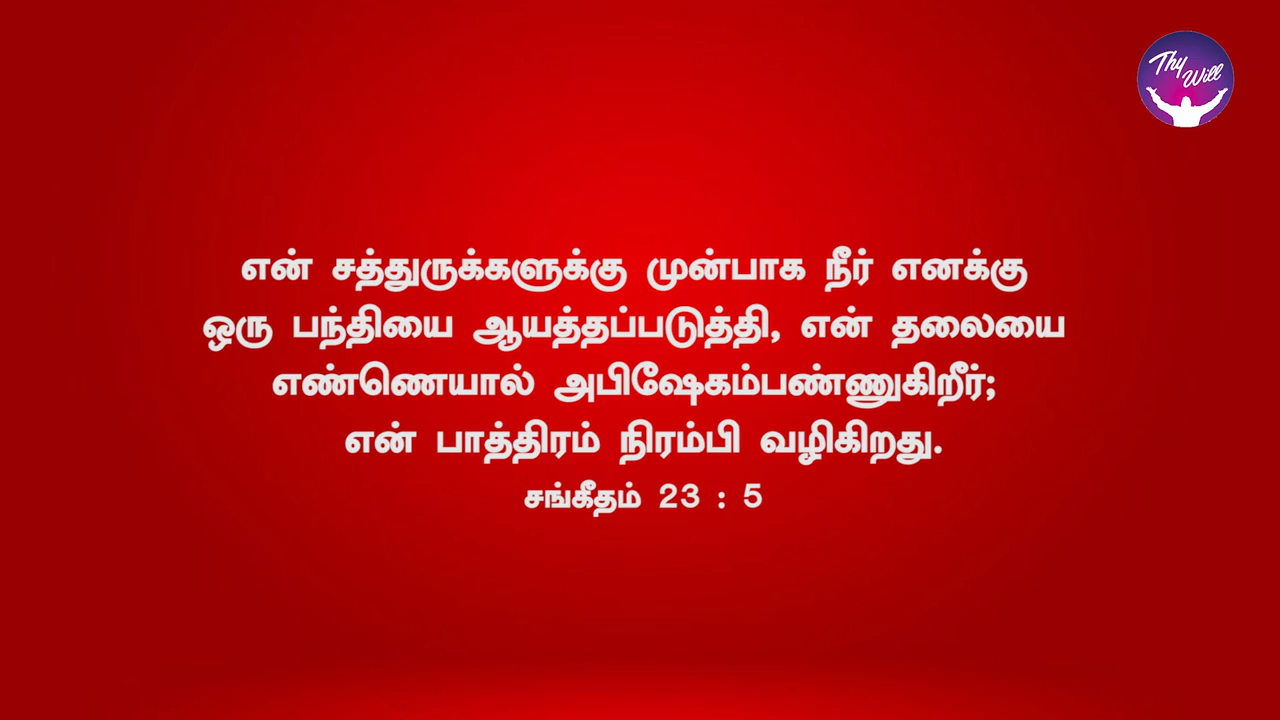 Thy Will
என் சத்துருக்களுக்கு முன்பாக நீர் எனக்கு
ஒரு பந்தியை ஆயத்தப்படுத்தி, என் தலையை
எண்ணெயால் அபிஷேகம்பண்ணுகிறீர்;
என் பாத்திரம் நிரம்பி வழிகிறது.
சங்கீதம் 23 : 5